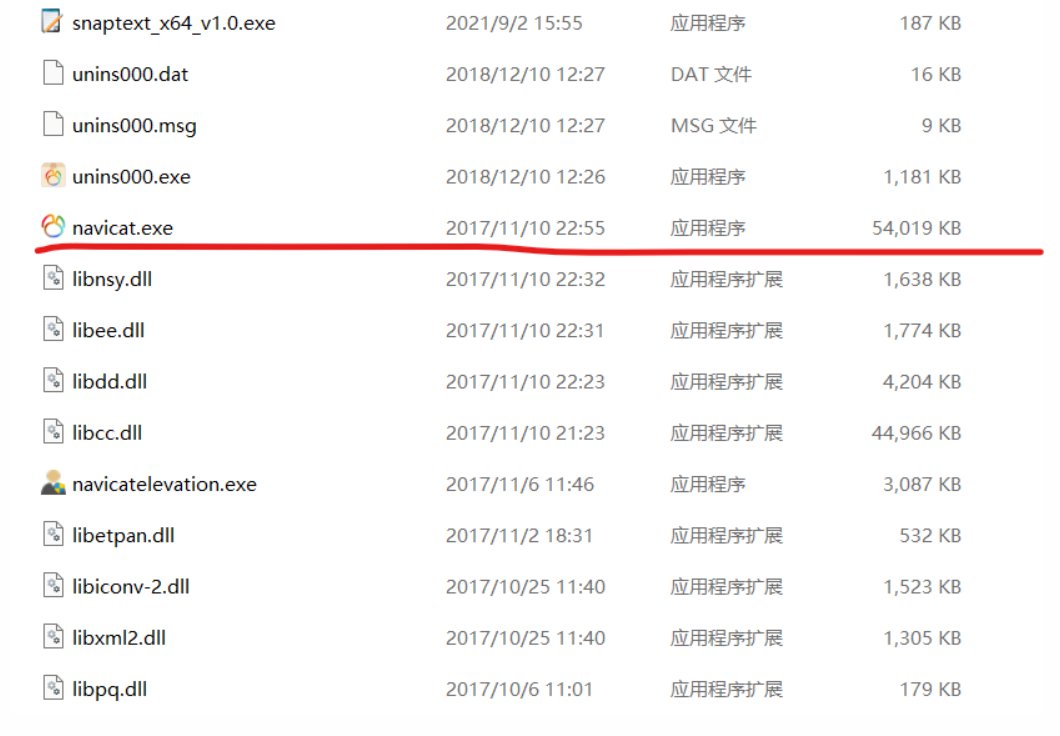 snaptext_x64_v1.0.exe 2021/9/2 15:55 应用程序 187 KB
unins000.dat 2018/12/10 12:27 DAT 文件 16 KB
unins000.msg 2018/12/10 12:27 MSG 文件 9 KB
unins000.exe 2018/12/10 12:26 应用程序 1,181 KB
navicat.exe 2017/11/10 22:55 应用程序 54,019 KB
libnsy.dll 2017/11/10 22:32 应用程序扩展 1,638 KB
libee.dll 2017/11/10 22:31 应用程序扩展 1,774 KB
libdd.dll 2017/11/10 22:23 应用程序扩展 4,204 KB
libcc.dll 2017/11/10 21:23 应用程序扩展 44,966 KB
navicatelevation.exe 2017/11/6 11:46 应用程序 3,087 KB
libetpan.dll 2017/11/2 18:31 应用程序扩展 532 KB
libiconv-2.dll 2017/10/25 11:40 应用程序扩展 1,523 KB
libxml2.dll 2017/10/25 11:40 应用程序扩展 1,305 KB
libpq.dll 2017/10/6 11:01 应用程序扩展 179 KB